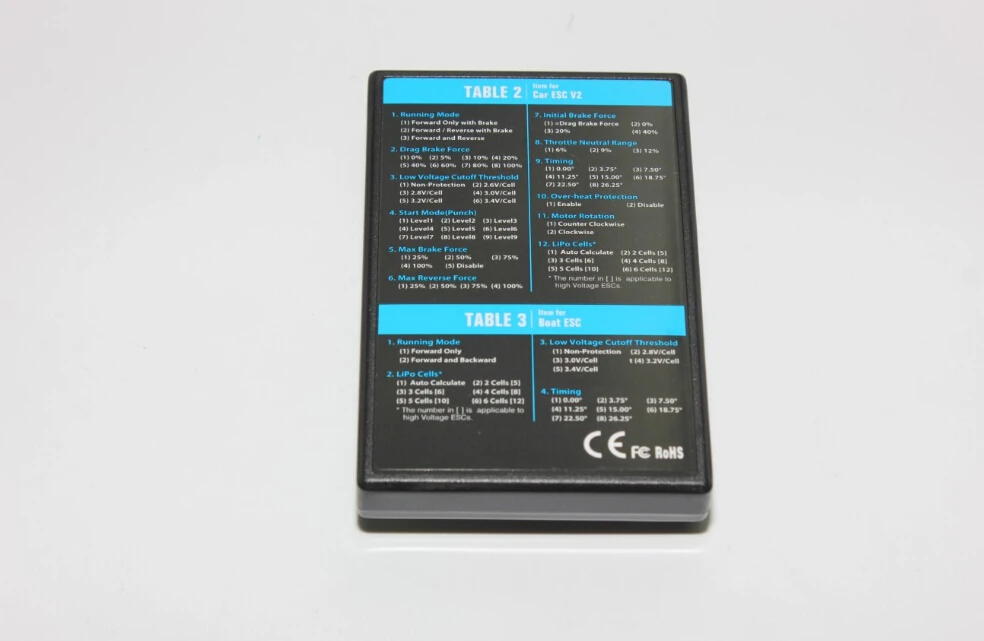 TABLE 2
Item for
Car ESC V2
1. Running Mode
(1) Forward Only with Brake
(2) Forward / Reverse with Brake
(3) Forward and Reverse
2. Drag Brake Force
(1) 0% (2) 5% (3) 10% (4) 20%
(5) 40% (6) 60% (7) 80% (8) 100%
3. Low Voltage Cutoff Threshold
(1) Non-Protection (2) 2.6V/Cell
(3) 2.8V/Cell (4) 3.0V/Cell
(5) 3.2V/Cell (6) 3.4V/Cell
4. Start Mode(Punch)
(1) Level1 (2) Level2 (3) Level3
(4) Level4 (5) Level5 (6) Level6
(7) Level7 (8) Level8 (9) Level9
5. Max Brake Force
(1) 25% (2) 50% (3) 75%
(4) 100% (5) Disable
6. Max Reverse Force
(1) 25% (2) 50% (3) 75% (4) 100%
7. Initial Brake Force
(1) =Drag Brake Force (2) 0%
(3) 20% (4) 40%
8. Throttle Neutral Range
(1) 6% (2) 9% (3) 12%
9. Timing
(1) 0.00° (2) 3.75° (3) 7.50°
(4) 11.25° (5) 15.00° (6) 18.75°
(7) 22.50° (8) 26.25°
10. Over-heat Protection
(1) Enable (2) Disable
11. Motor Rotation
(1) Counter Clockwise
(2) Clockwise
12. LiPo Cells*
(1) Auto Calculate (2) 2 Cells [5]
(3) 3 Cells [6] (4) 4 Cells [8]
(5) 5 Cells [10] (6) 6 Cells [12]
* The number in [ ] is applicable to
high Voltage ESCs.
TABLE 3
Item for
Boat ESC
1. Running Mode
(1) Forward Only
(2) Forward and Backward
2. LiPo Cells*
(1) Auto Calculate (2) 2 Cells [5]
(3) 3 Cells [6] (4) 4 Cells [8]
(5) 5 Cells [10] (6) 6 Cells [12]
* The number in [ ] is applicable to
high Voltage ESCs.
3. Low Voltage Cutoff Threshold
(1) Non-Protection (2) 2.8V/Cell
(3) 3.0V/Cell t (4) 3.2V/Cell
(5) 3.4V/Cell
4. Timing
(1) 0.00° (2) 3.75° (3) 7.50°
(4) 11.25° (5) 15.00° (6) 18.75°
(7) 22.50° (8) 26.25°
CE FC RoHS